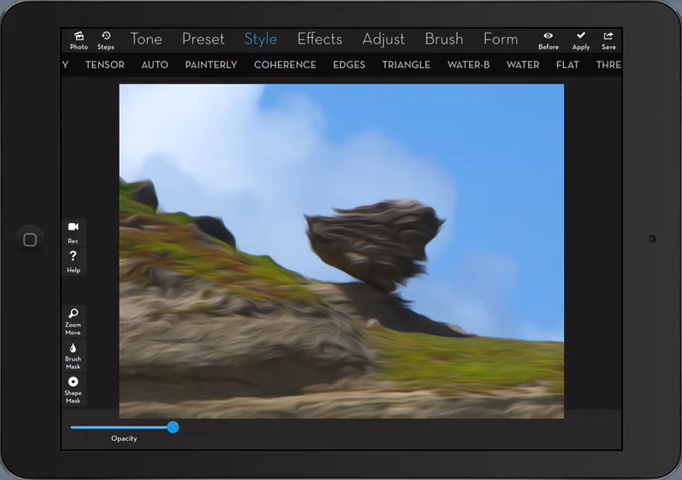 Photo Steps Tone Preset Style Effects Adjust Brush Form Before Apply Save
Y TENSOR AUTO PAINTERLY COHERENCE EDGES TRIANGLE WATER-B WATER FLAT THRE
Rec
Help
Zoom
Move
Brush
Mask
Shape
Mask
Opacity